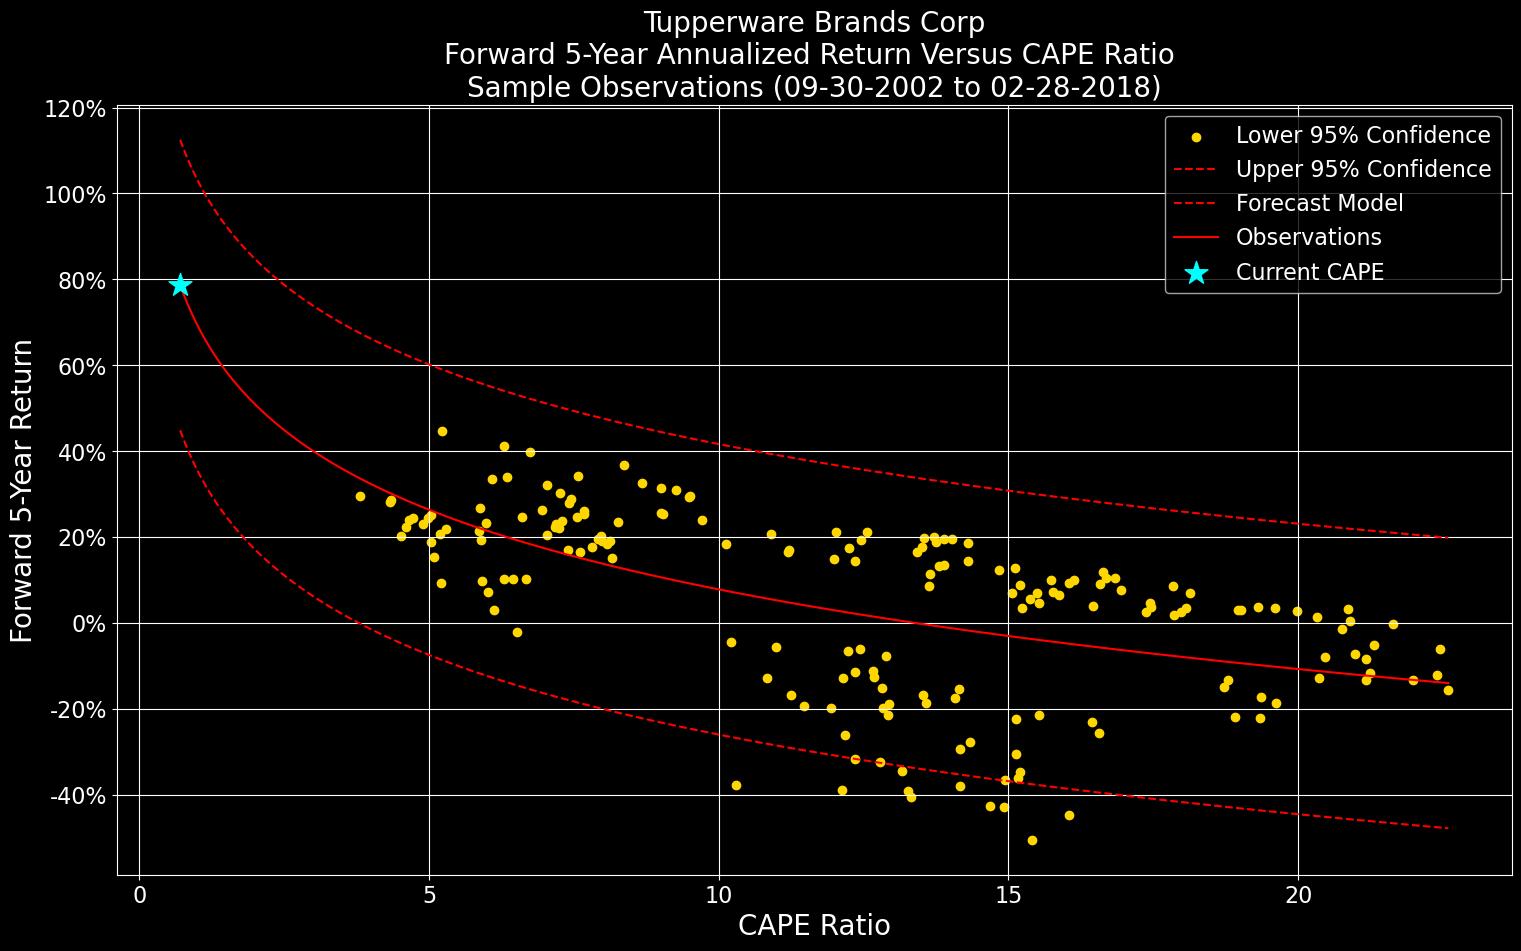 Tupperware Brands Corp
Forward 5-Year Annualized Return Versus CAPE Ratio
Sample Observations (09-30-2002 to 02-28-2018)
120%
100%
80%
60%
40%
20%
0%
-20%
-40%
Forward 5-Year Return
Lower 95% Confidence
Upper 95% Confidence
Forecast Model
Observations
Current CAPE
0
5
10
15
20
CAPE Ratio